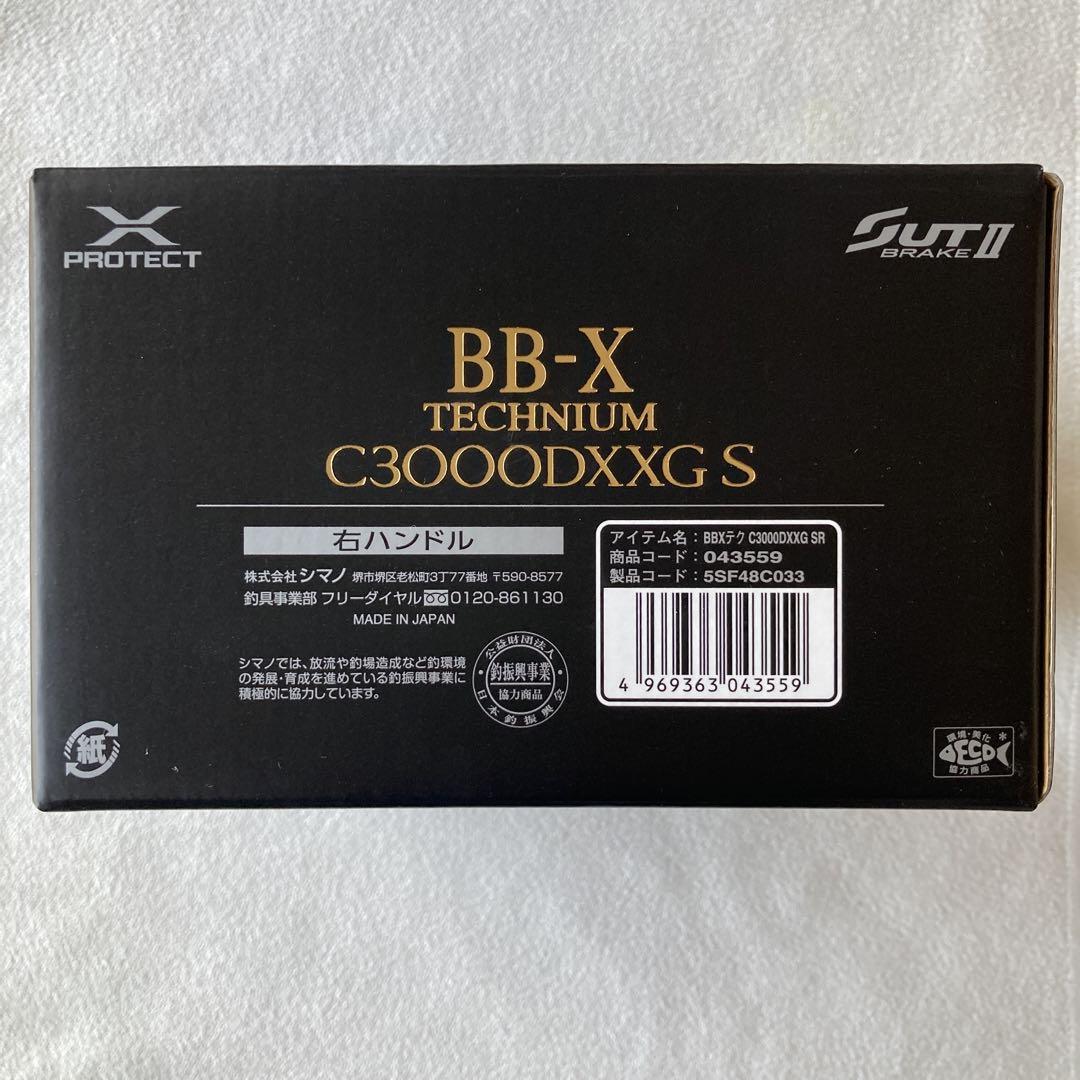 X PROTECT
SUT BRAKE II
BB-X
TECHNIUM
C3000DXXG S
右ハンドル
株式会社シマノ 堺市堺区老松町3丁77番地 〒590-8577
釣具事業部 フリーダイヤル 0120-861130
MADE IN JAPAN
シマノでは、放流や釣場造成など釣環境
の発展・育成を進めている釣振興事業に
積極的に協力しています。
公益財団法人
釣振興事業
協力商品
日本釣振興会
アイテム名：BBXテク C3000DXXG SR
商品コード：043559
製品コード：5SF48C033
4 969363 043559
紙
環境・美化
ECO
協力商品